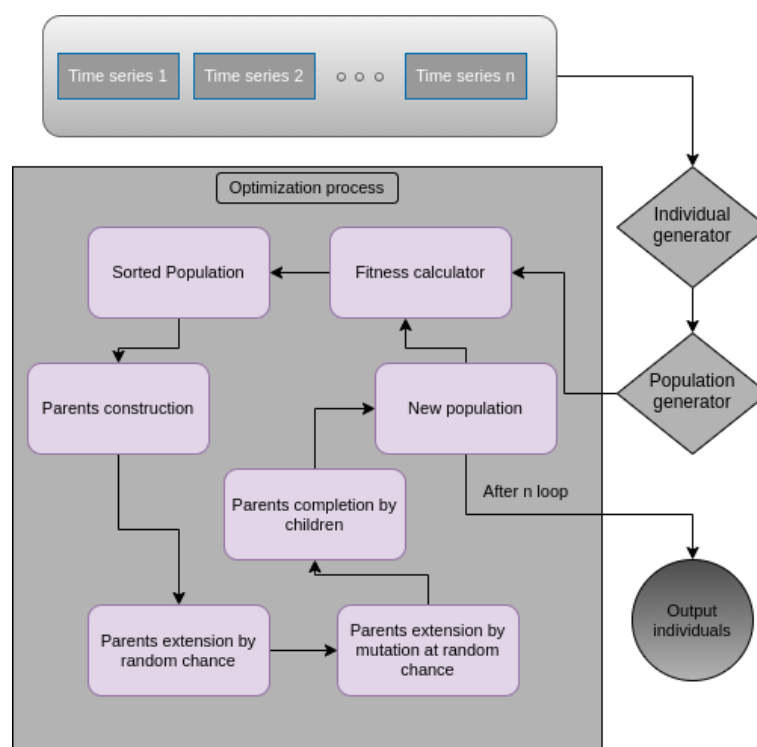 Time series 1
Time series 2
Time series n
Optimization process
Individual
generator
Sorted Population
Fitness calculator
Population
generator
Parents construction
New population
After n loop
Parents completion by
children
Output
individuals
Parents extension by
random chance
Parents extension by
mutation at random
chance